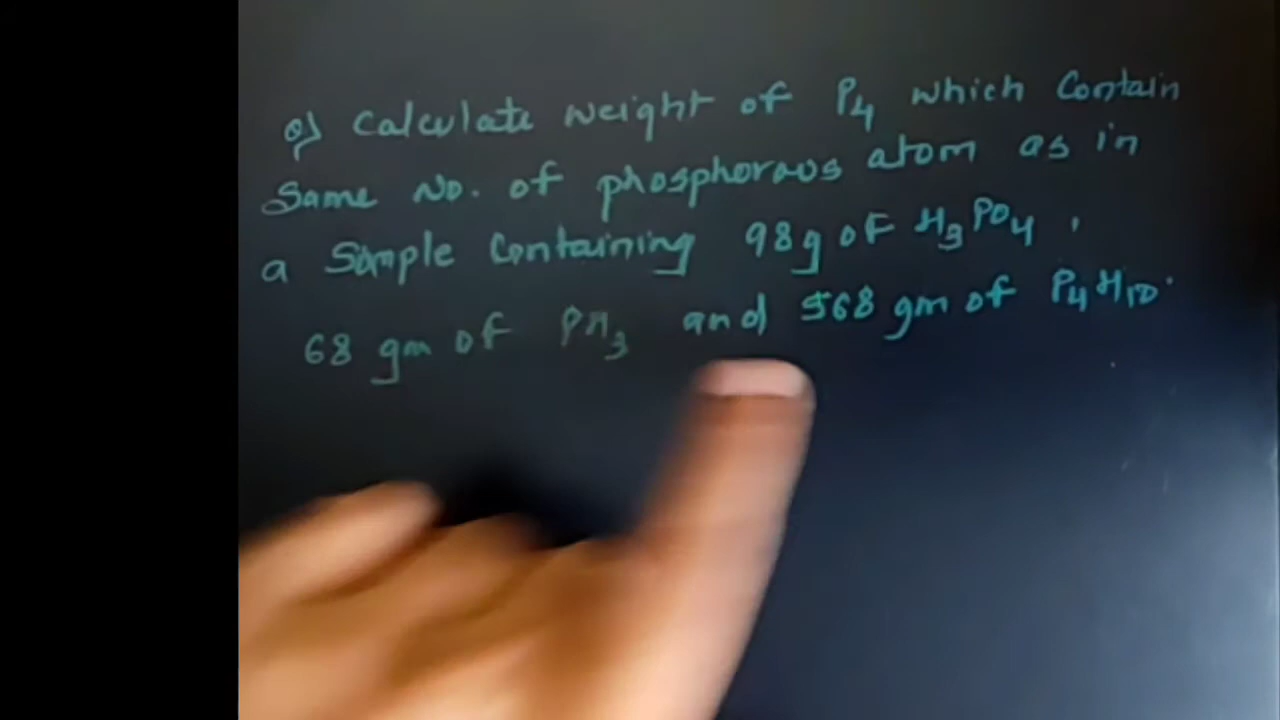 Q) Calculate weight of P4 which Contain
Same No. of phosphorous atom as in
a Sample Containing 98g of H3PO4,
68 gm of PH3 and 568 gm of P4H10.